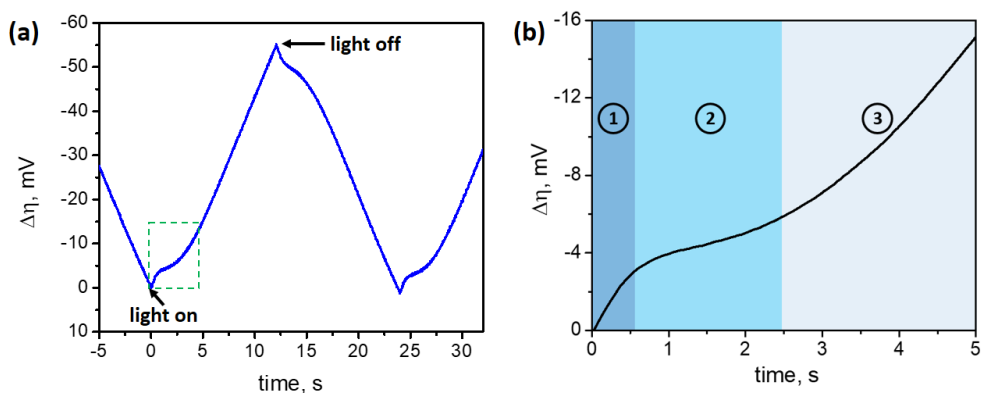 (a)
-60
-50
-40
-30
-20
-10
0
10
Δη, mV
light off
light on
-5 0 5 10 15 20 25 30
time, s
(b)
-16
-12
-8
-4
0
Δη, mV
1 2 3
0 1 2 3 4 5
time, s